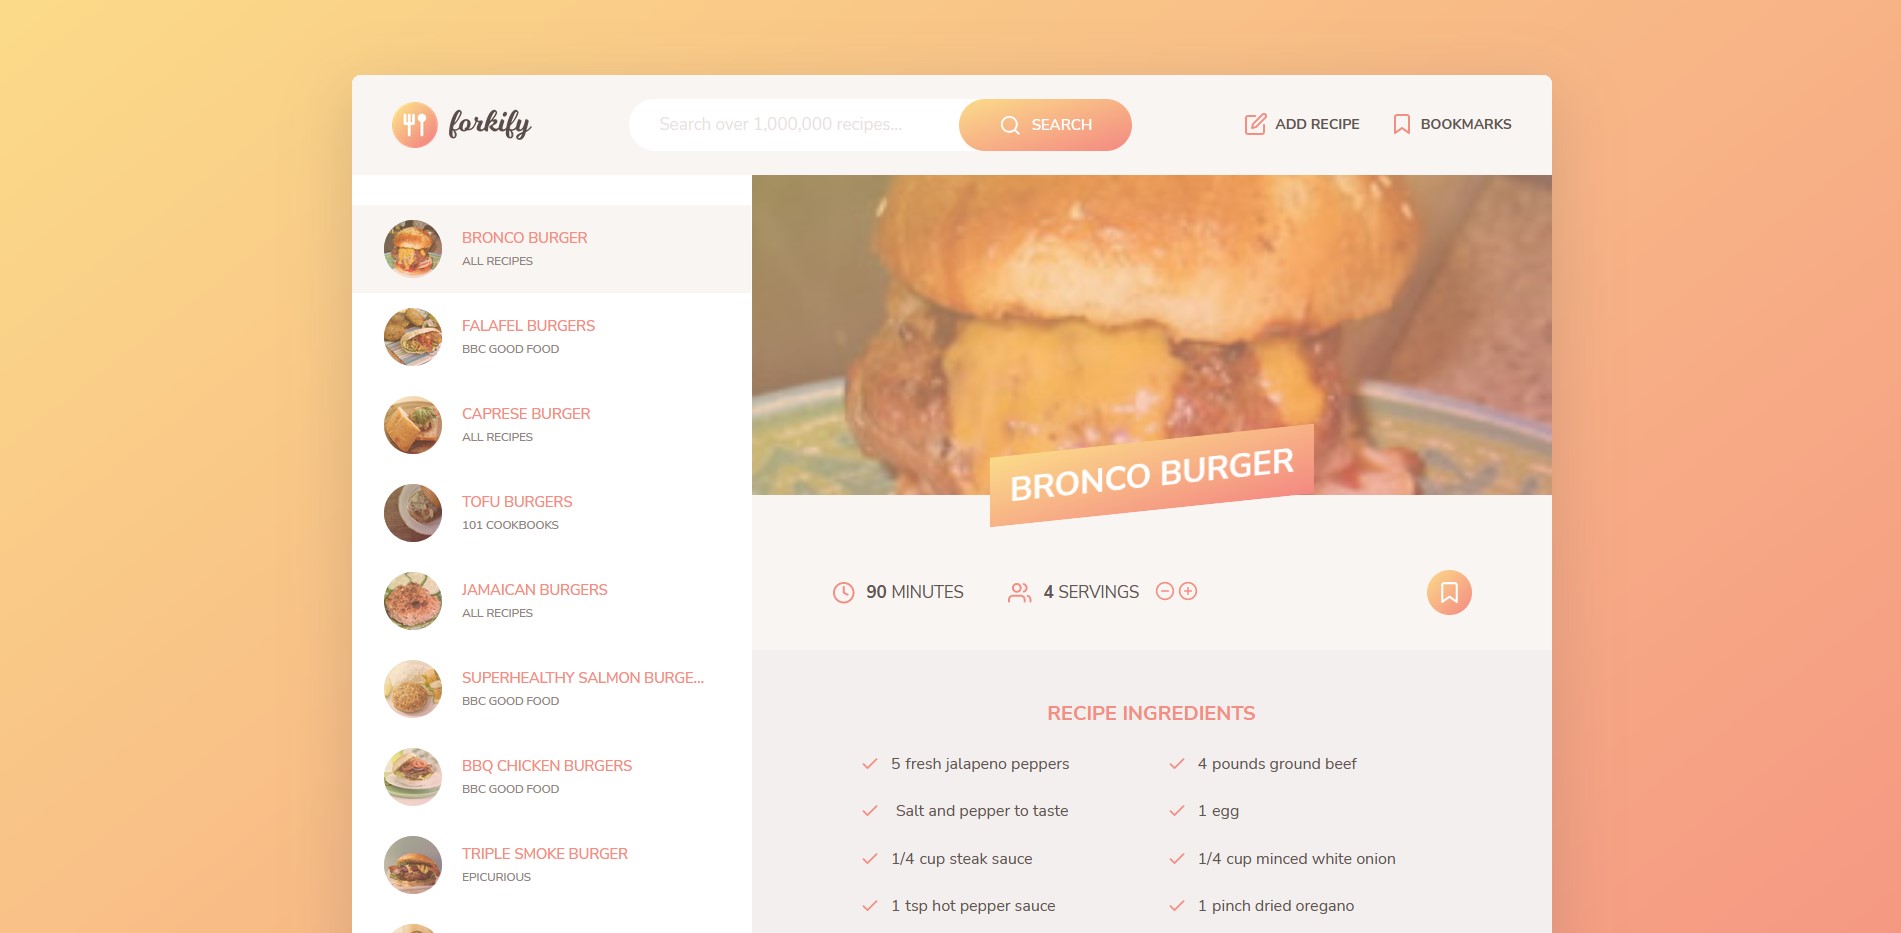 forkify
Search over 1,000,000 recipes...
SEARCH
ADD RECIPE
BOOKMARKS
BRONCO BURGER
ALL RECIPES
FALAFEL BURGERS
BBC GOOD FOOD
CAPRESE BURGER
ALL RECIPES
TOFU BURGERS
101 COOKBOOKS
JAMAICAN BURGERS
ALL RECIPES
SUPERHEALTHY SALMON BURGE...
BBC GOOD FOOD
BBQ CHICKEN BURGERS
BBC GOOD FOOD
TRIPLE SMOKE BURGER
EPICURIOUS
BRONCO BURGER
90 MINUTES
4 SERVINGS
RECIPE INGREDIENTS
5 fresh jalapeno peppers
4 pounds ground beef
Salt and pepper to taste
1 egg
1/4 cup steak sauce
1/4 cup minced white onion
1 tsp hot pepper sauce
1 pinch dried oregano